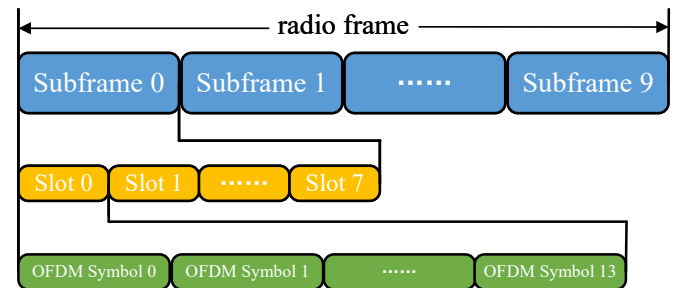 radio frame
Subframe 0 Subframe 1 ...... Subframe 9
Slot 0 Slot 1 ...... Slot 7
OFDM Symbol 0 OFDM Symbol 1 ...... OFDM Symbol 13